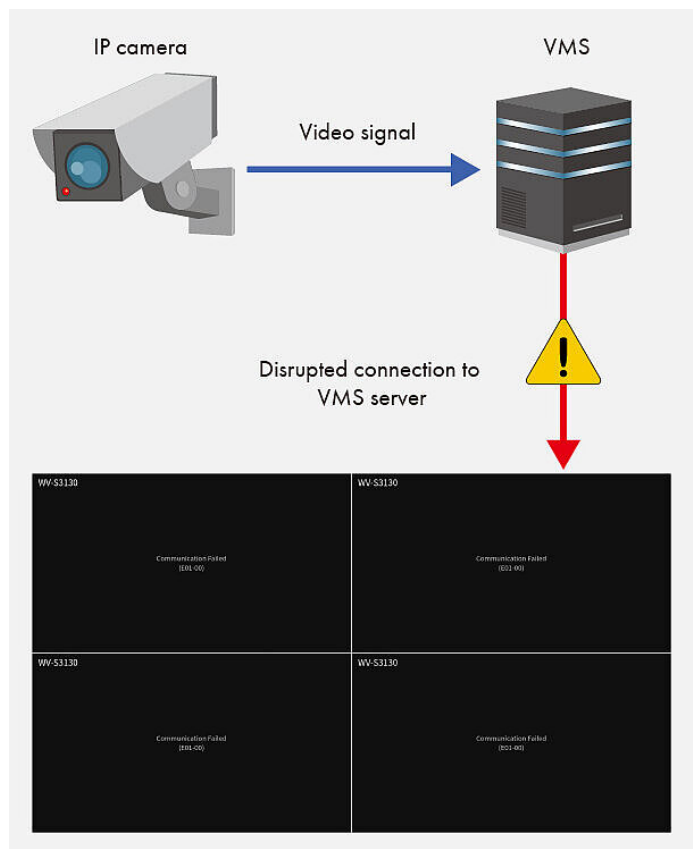 IP camera
VMS
Video signal
Disrupted connection to
VMS server
WV-S3130
WV-S3130
Communication Failed
(E01-00)
Communication Failed
(E01-00)
WV-S3130
WV-S3130
Communication Failed
(E01-00)
Communication Failed
(E01-00)